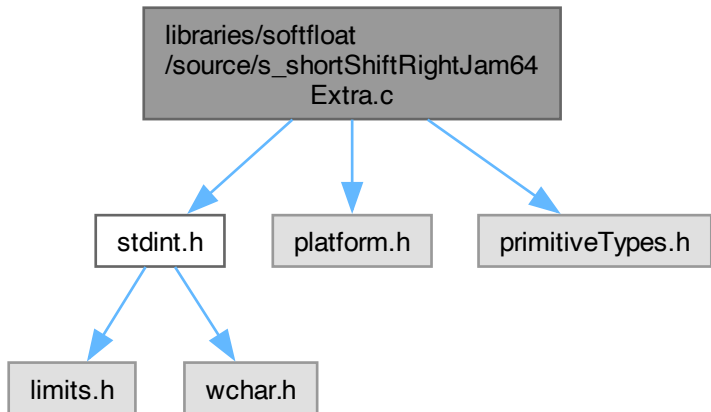 libraries/softfloat
/source/s_shortShiftRightJam64
Extra.c
stdint.h
platform.h
primitiveTypes.h
limits.h
wchar.h